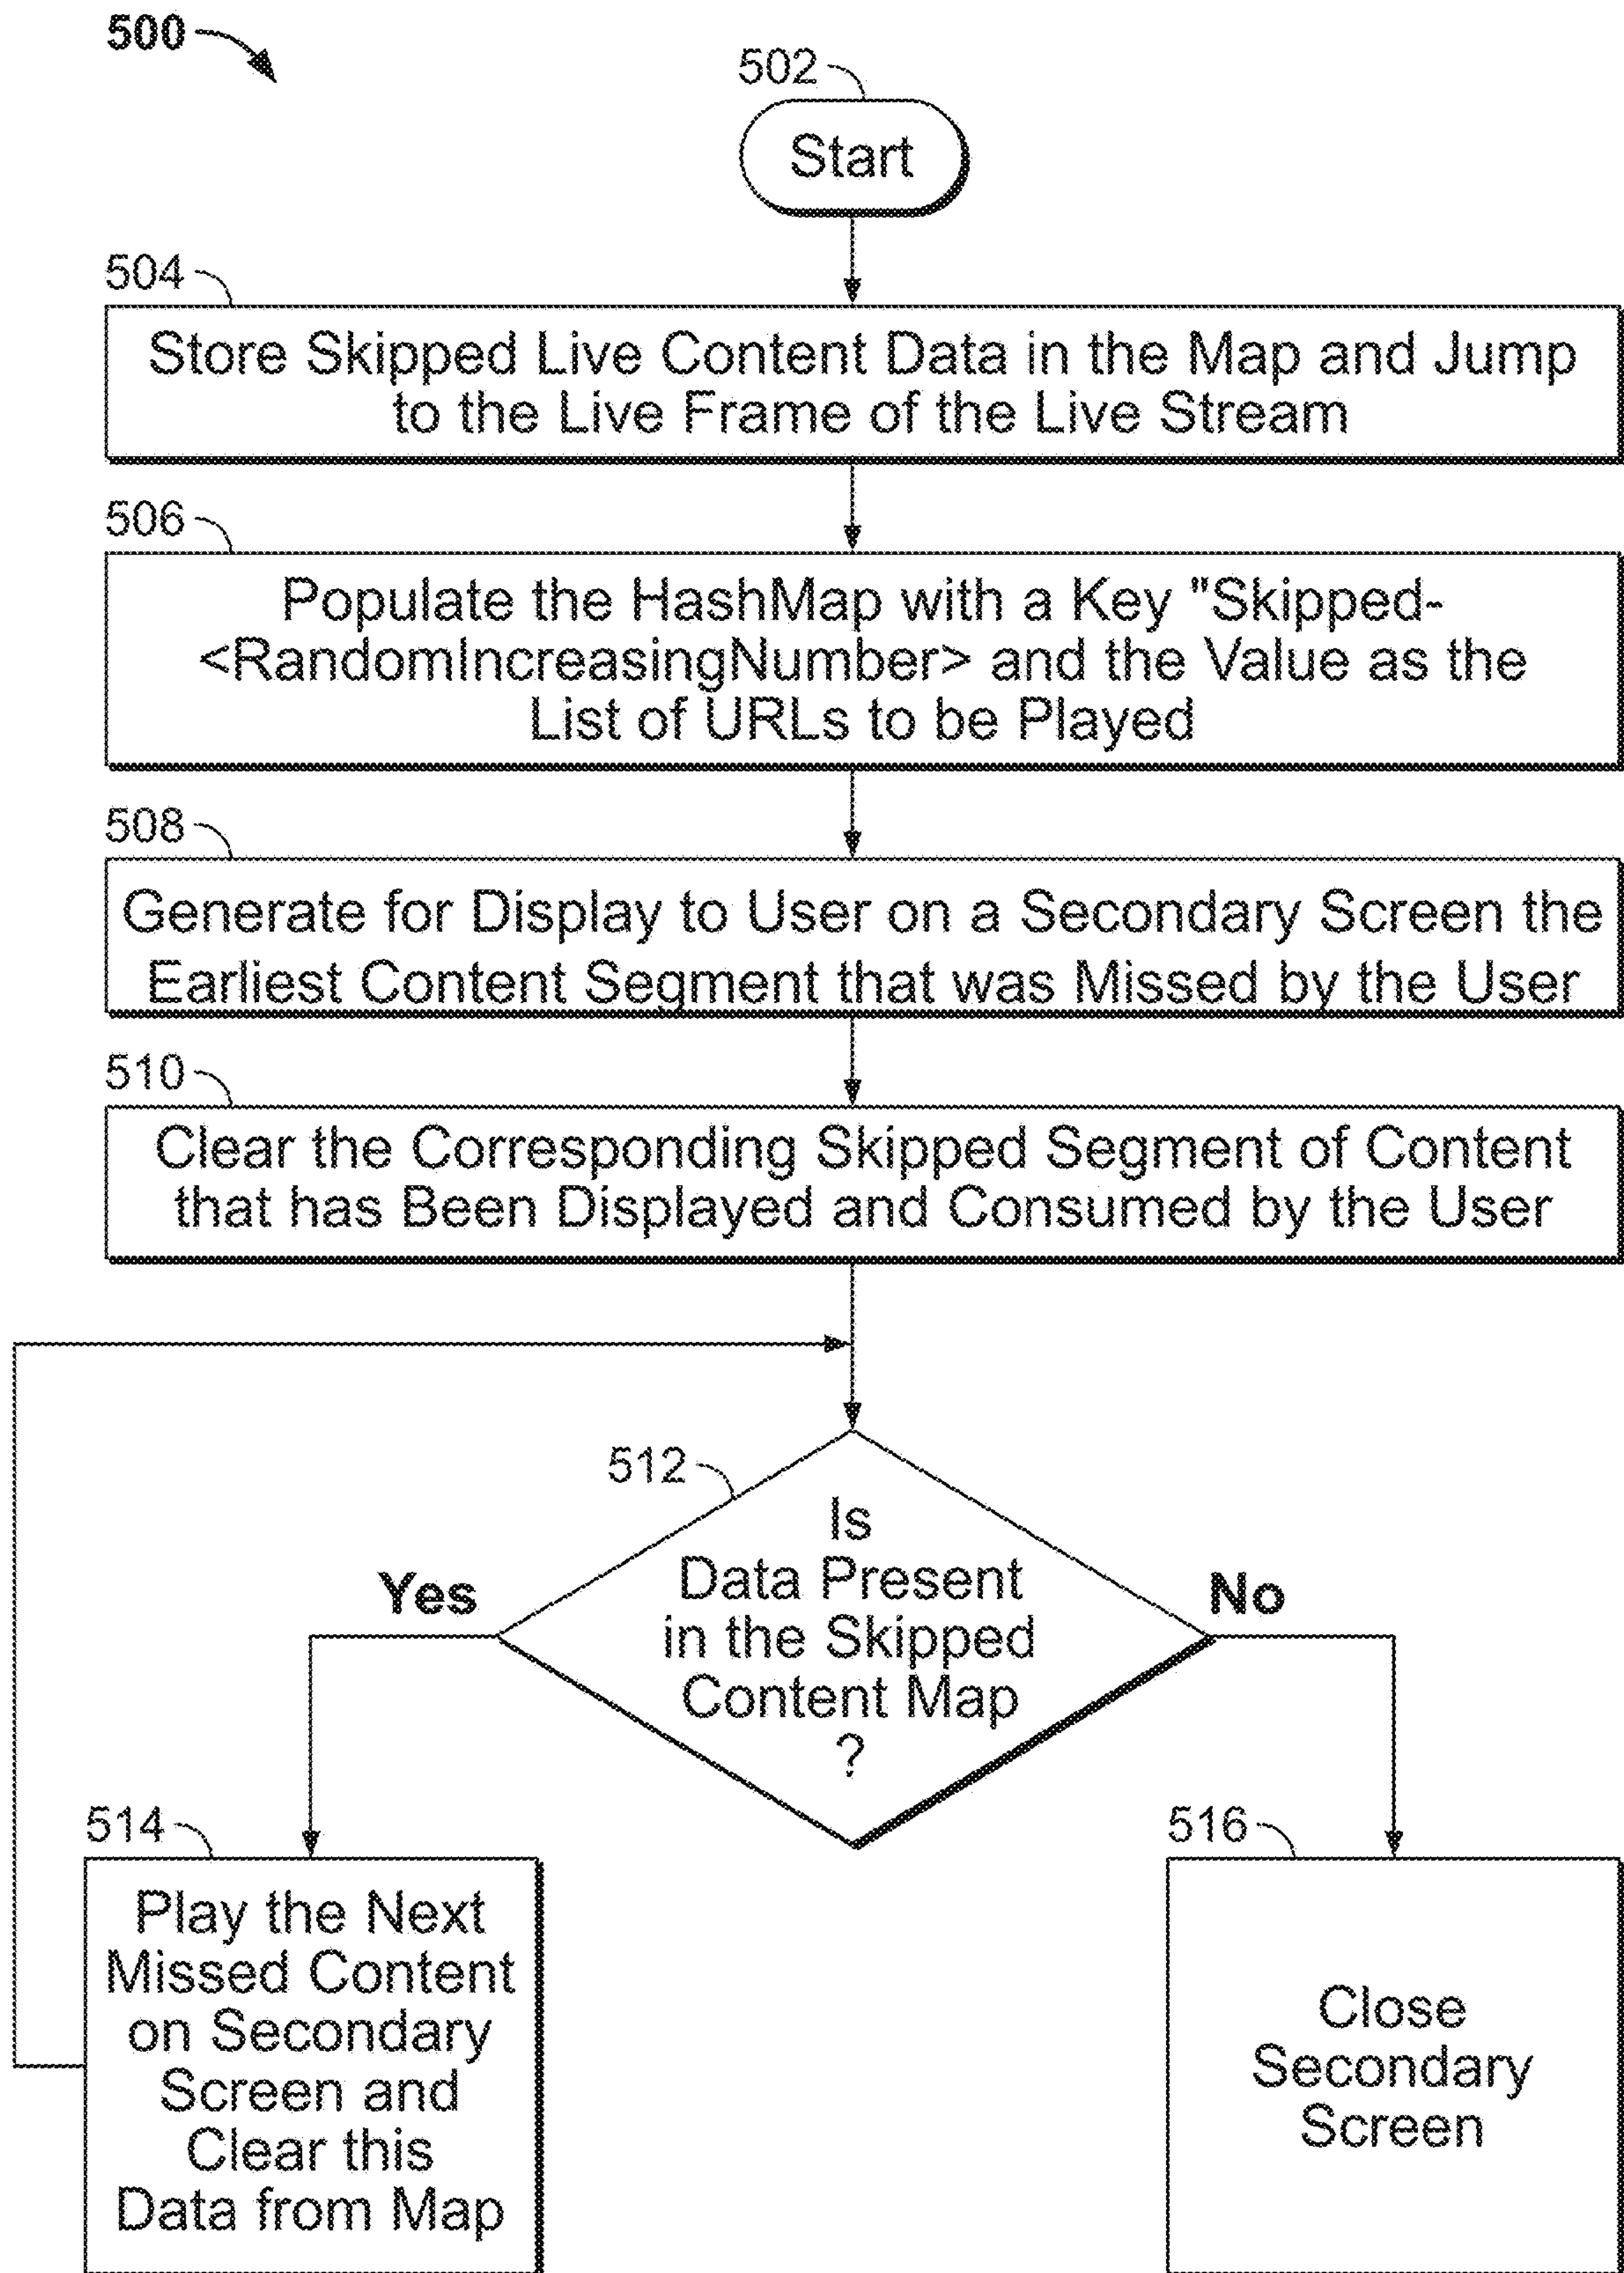 500
502
Start
504
Store Skipped Live Content Data in the Map and Jump
to the Live Frame of the Live Stream
506
Populate the HashMap with a Key "Skipped-
<RandomIncreasingNumber> and the Value as the
List of URLs to be Played
508
Generate for Display to User on a Secondary Screen the
Earliest Content Segment that was Missed by the User
510
Clear the Corresponding Skipped Segment of Content
that has Been Displayed and Consumed by the User
512
Is
Data Present
in the Skipped
Content Map
?
Yes
No
514
Play the Next
Missed Content
on Secondary
Screen and
Clear this
Data from Map
516
Close
Secondary
Screen